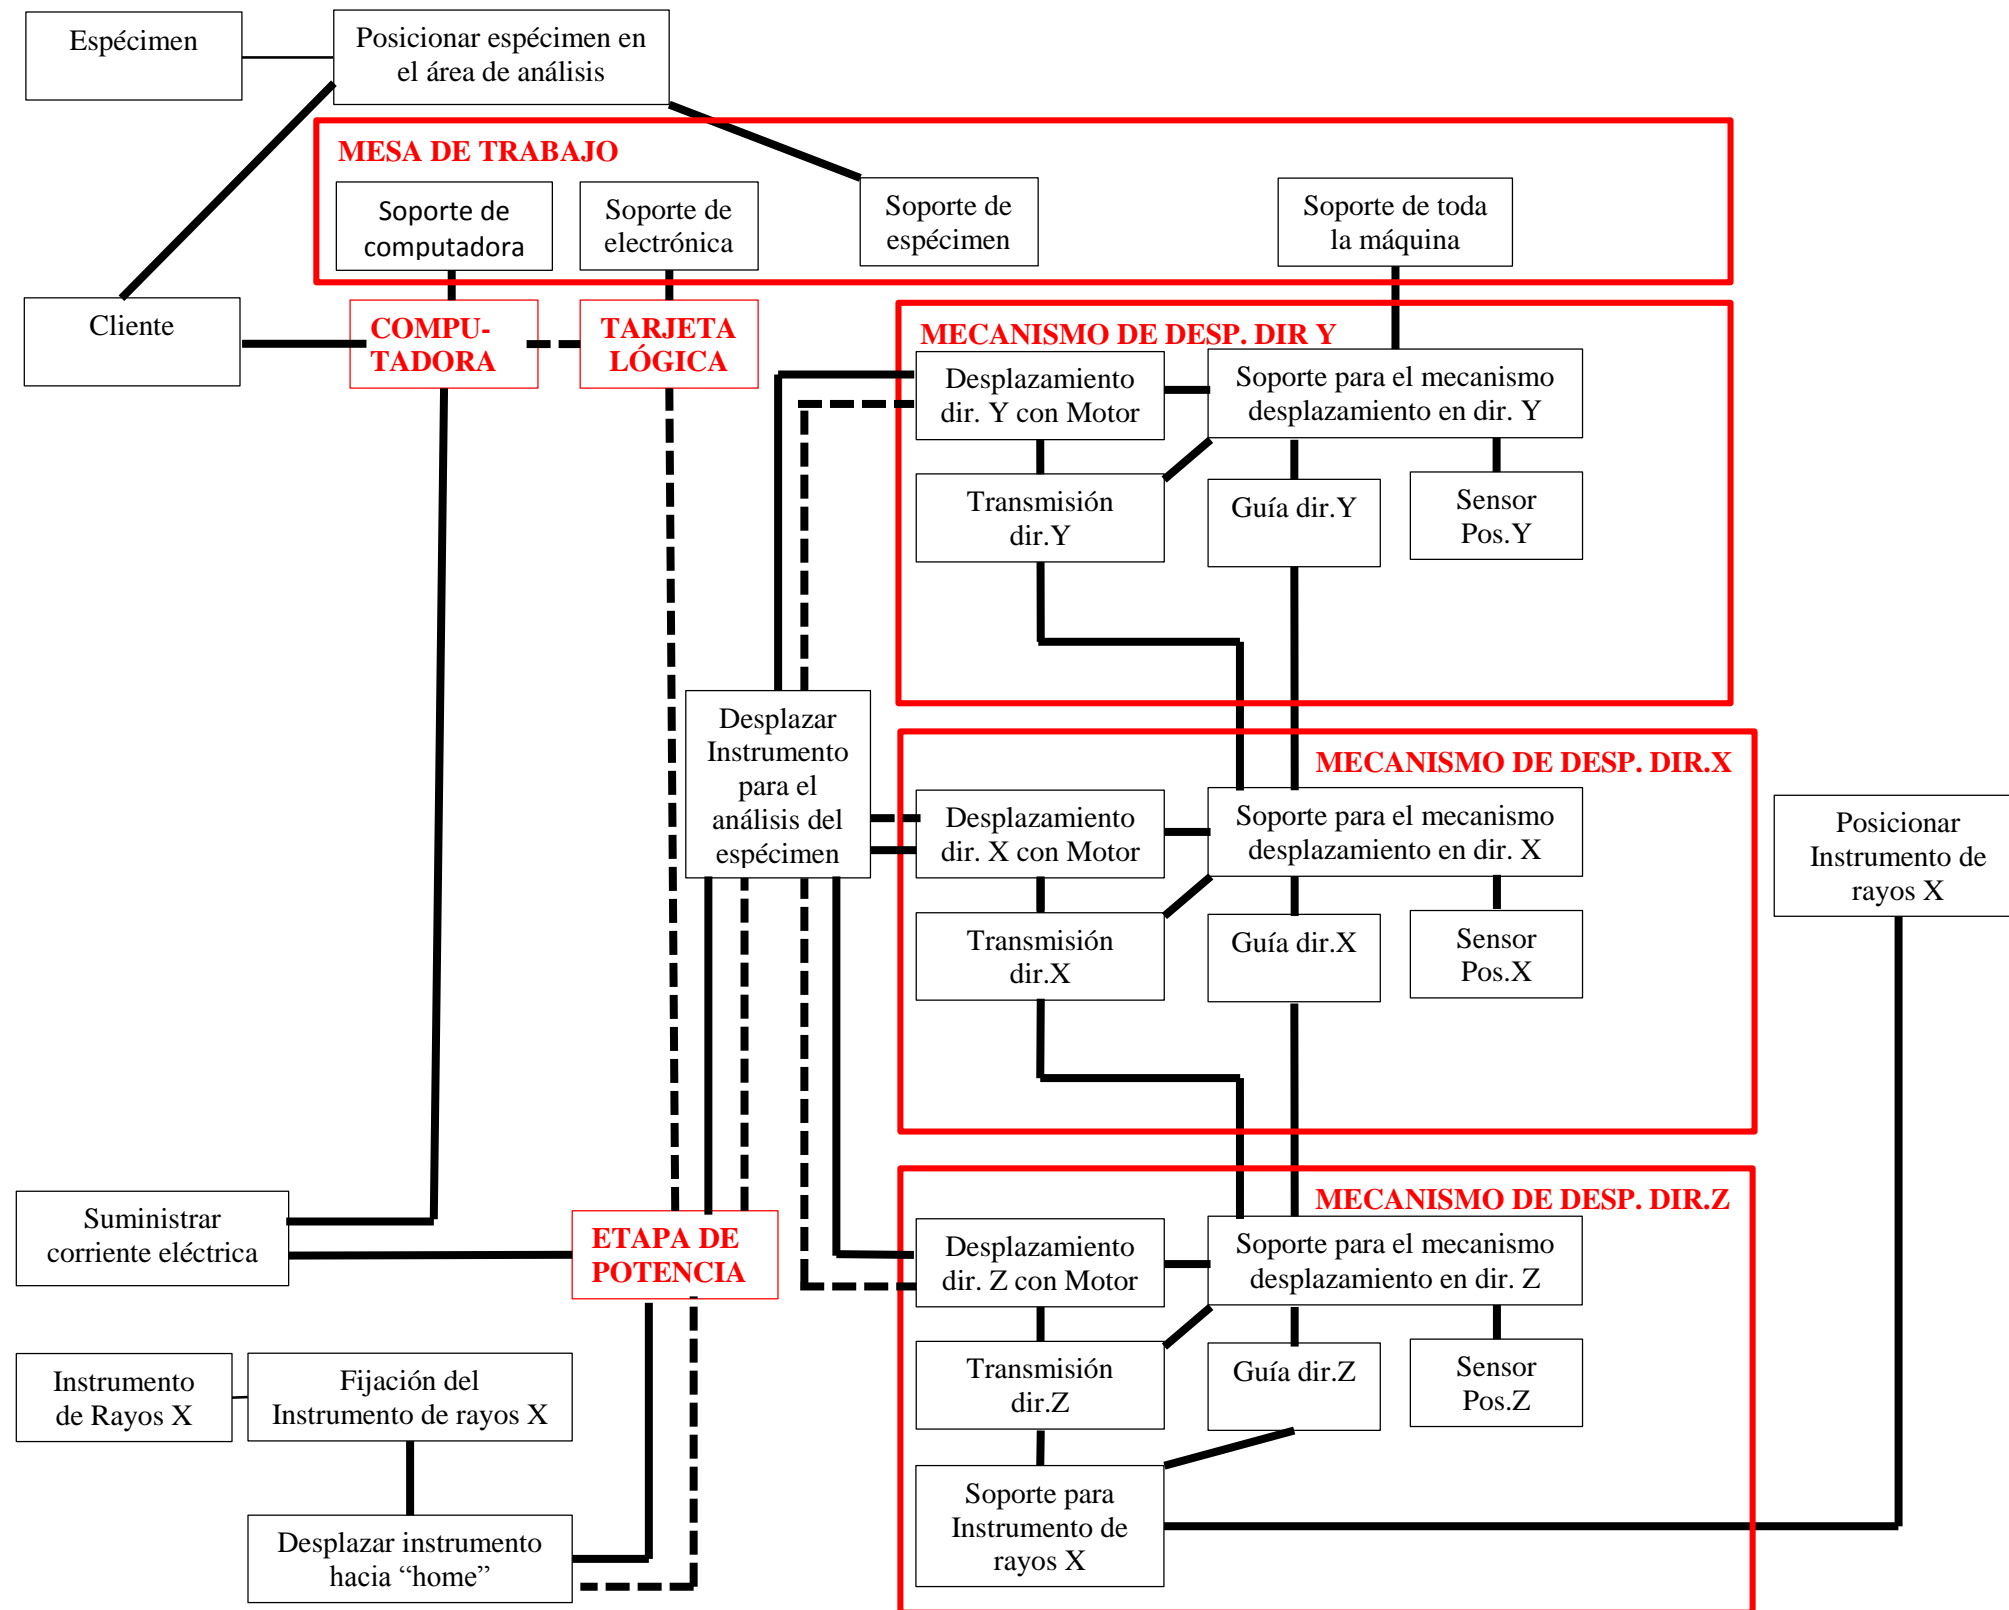 Espécimen
Posicionar espécimen en
el área de análisis
MESA DE TRABAJO
Soporte de
computadora
Soporte de
electrónica
Soporte de
espécimen
Soporte de toda
la máquina
Cliente
COMPU-
TADORA
TARJETA
LÓGICA
MECANISMO DE DESP. DIR Y
Desplazamiento
dir. Y con Motor
Soporte para el mecanismo
desplazamiento en dir. Y
Transmisión
dir.Y
Guía dir.Y
Sensor
Pos.Y
Desplazar
Instrumento
para el
análisis del
espécimen
MECANISMO DE DESP. DIR.X
Desplazamiento
dir. X con Motor
Soporte para el mecanismo
desplazamiento en dir. X
Posicionar
Instrumento de
rayos X
Transmisión
dir.X
Guía dir.X
Sensor
Pos.X
MECANISMO DE DESP. DIR.Z
Suministrar
corriente eléctrica
ETAPA DE
POTENCIA
Desplazamiento
dir. Z con Motor
Soporte para el mecanismo
desplazamiento en dir. Z
Instrumento
de Rayos X
Fijación del
Instrumento de rayos X
Transmisión
dir.Z
Guía dir.Z
Sensor
Pos.Z
Desplazar instrumento
hacia “home”
Soporte para
Instrumento de
rayos X